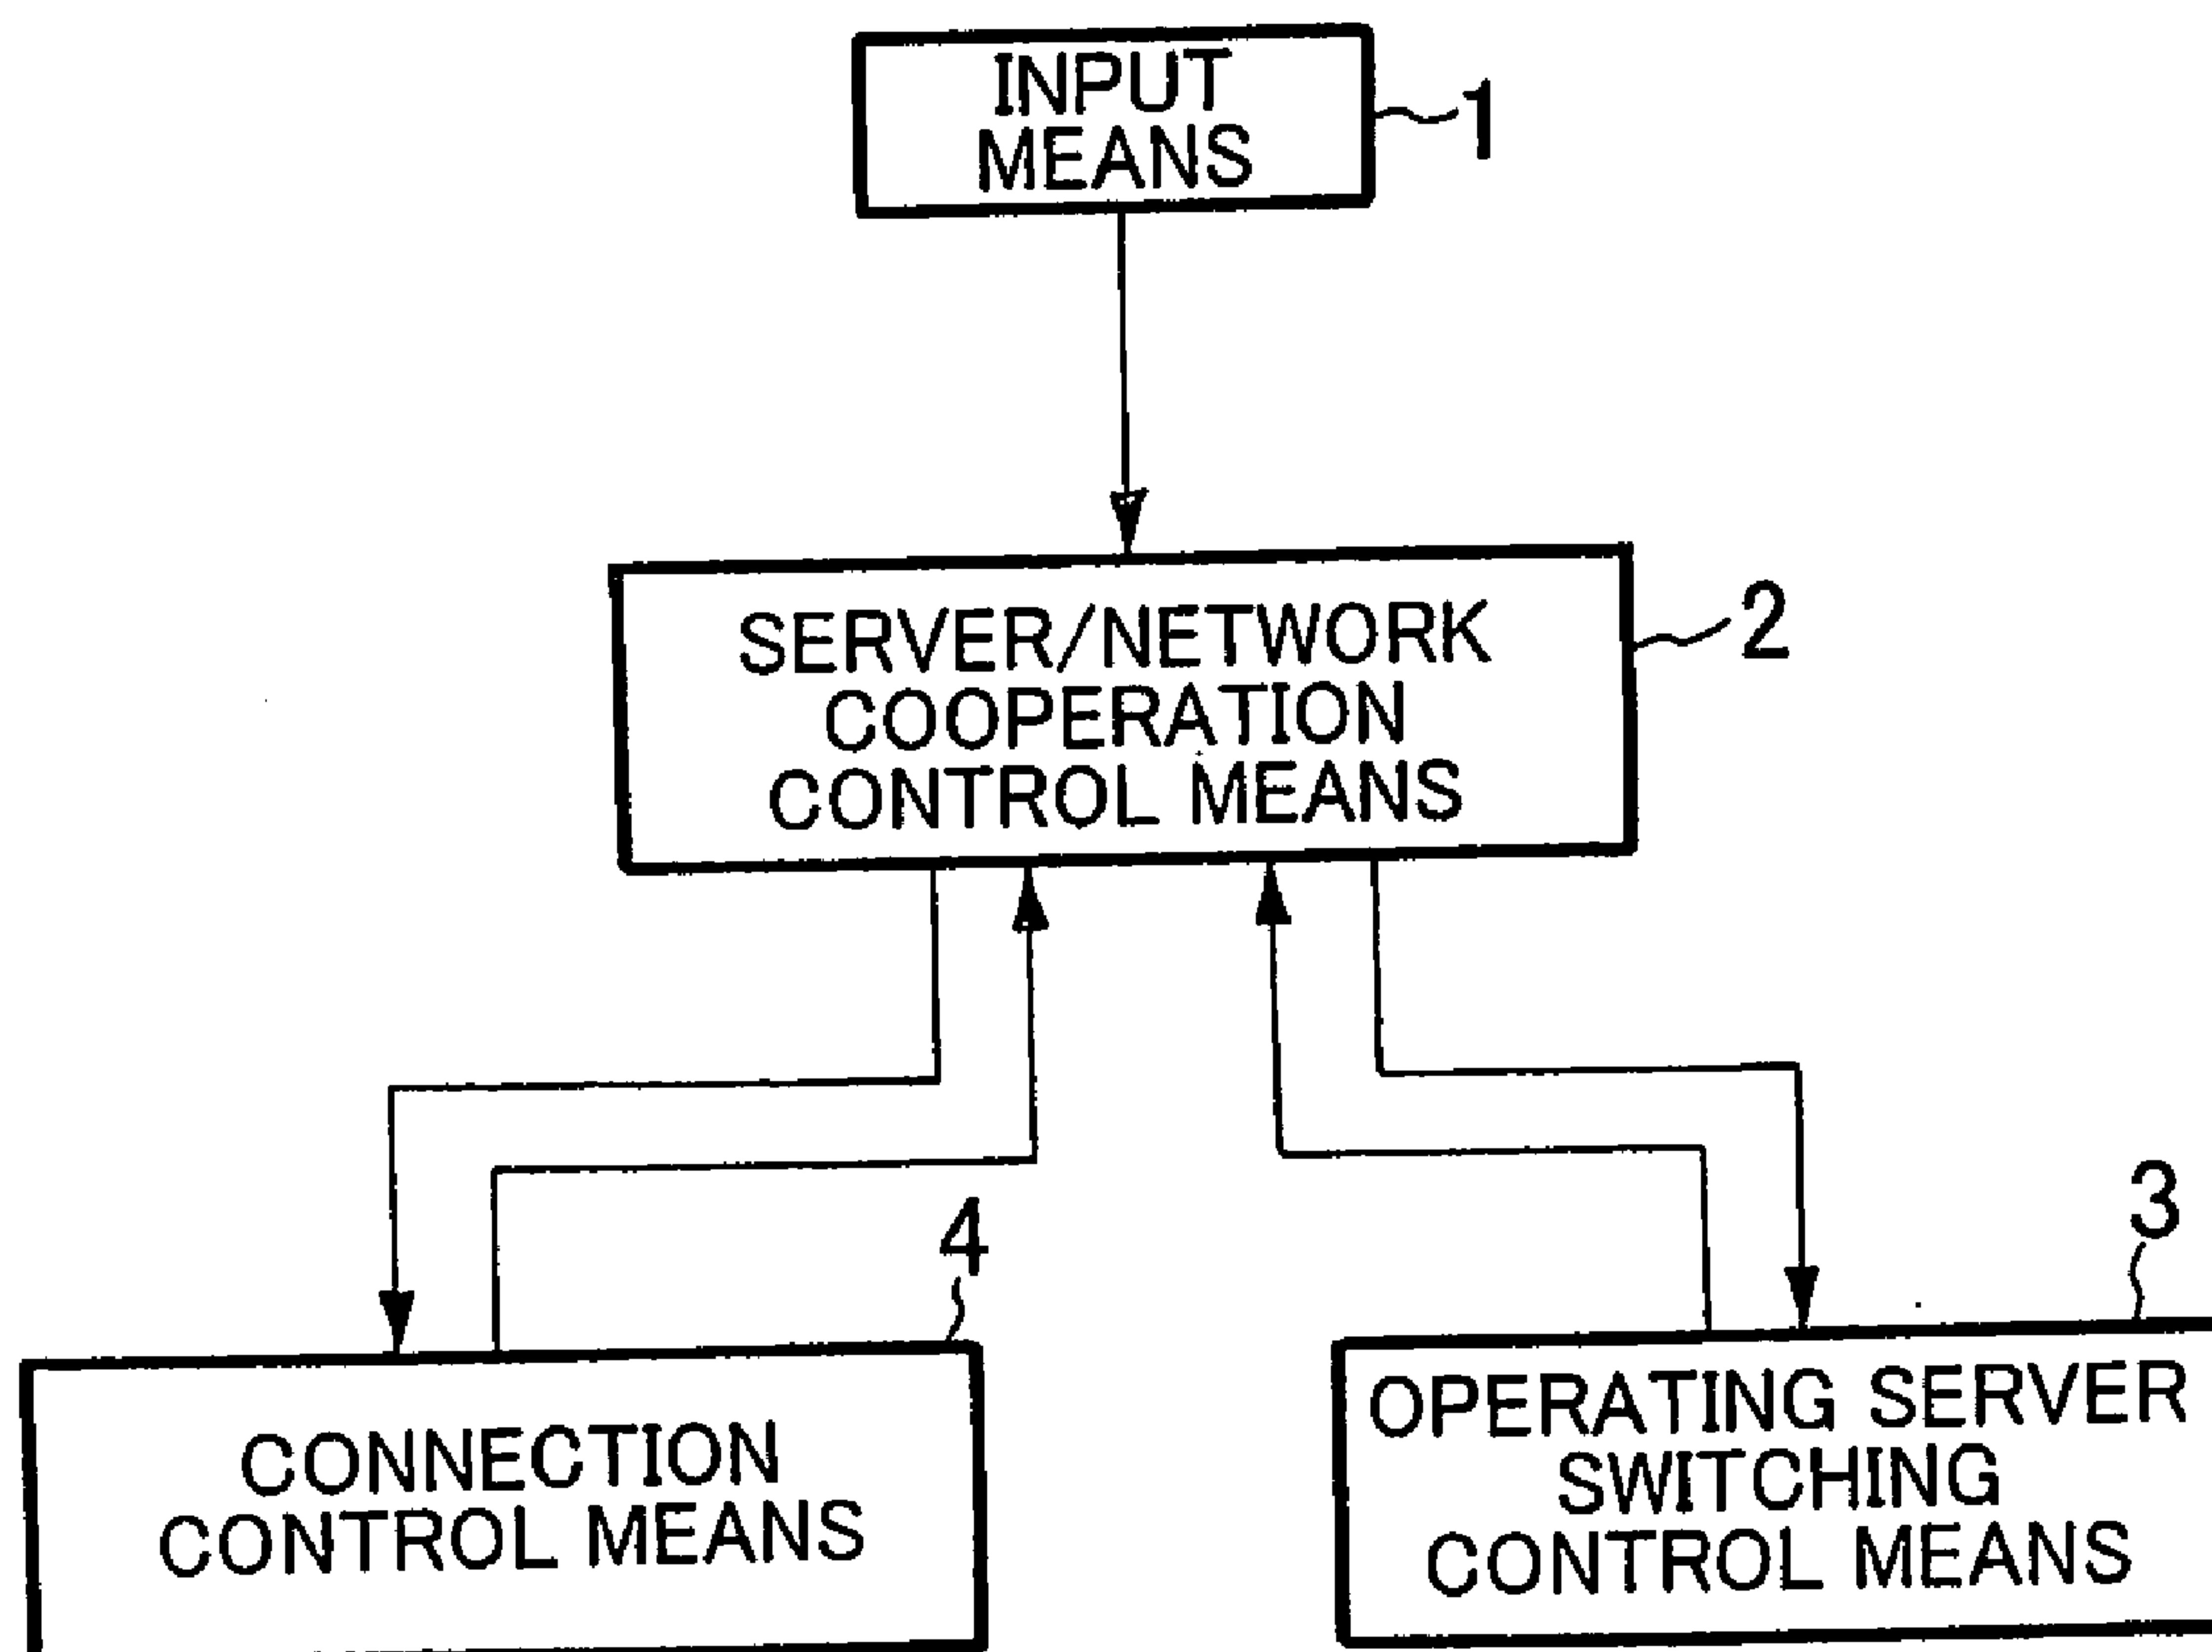 INPUT
MEANS
1
SERVER/NETWORK
COOPERATION
CONTROL MEANS
2
4
CONNECTION
CONTROL MEANS
3
OPERATING SERVER
SWITCHING
CONTROL MEANS